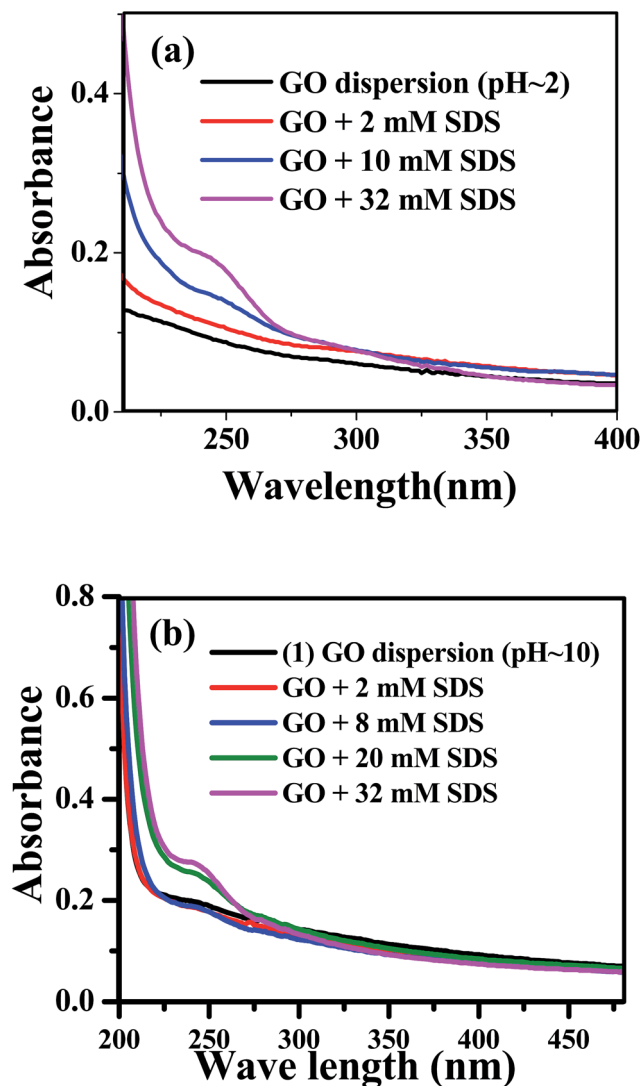 (a)
GO dispersion (pH~2)
GO + 2 mM SDS
GO + 10 mM SDS
GO + 32 mM SDS
Absorbance
0.4
0.2
0.0
250 300 350 400
Wavelength(nm)
(b)
(1) GO dispersion (pH~10)
GO + 2 mM SDS
GO + 8 mM SDS
GO + 20 mM SDS
GO + 32 mM SDS
Absorbance
0.8
0.6
0.4
0.2
0.0
200 250 300 350 400 450
Wave length (nm)